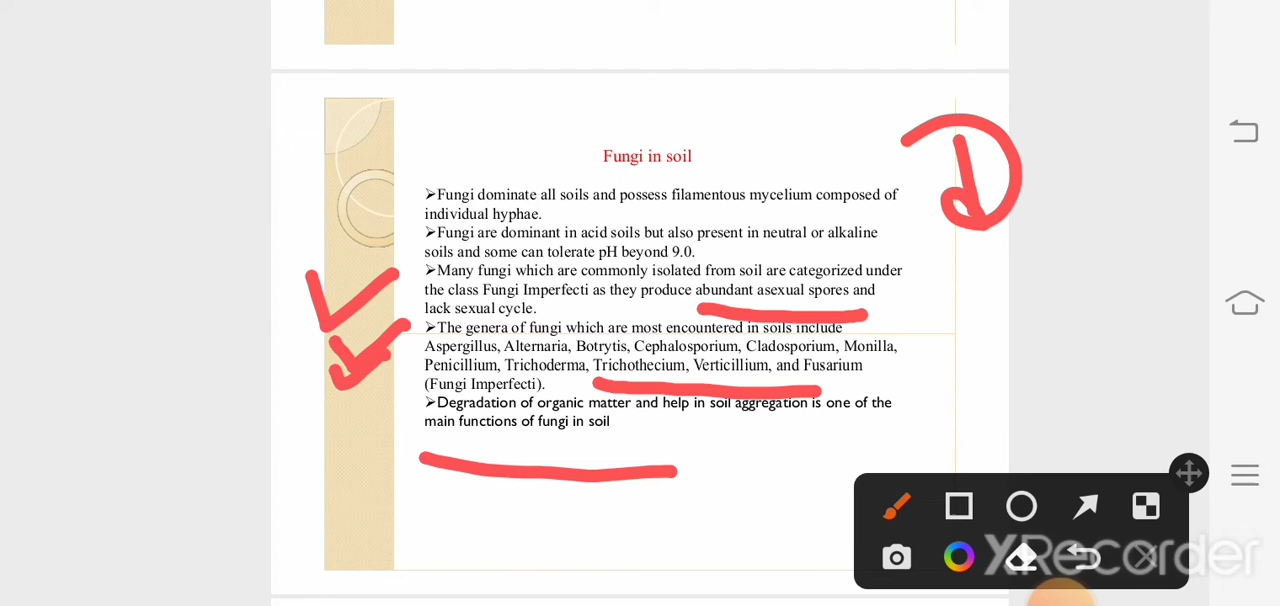 Fungi in soil
➢Fungi dominate all soils and possess filamentous mycelium composed of
individual hyphae.
➢Fungi are dominant in acid soils but also present in neutral or alkaline
soils and some can tolerate pH beyond 9.0.
➢Many fungi which are commonly isolated from soil are categorized under
the class Fungi Imperfecti as they produce abundant asexual spores and
lack sexual cycle.
➢The genera of fungi which are most encountered in soils include
Aspergillus, Alternaria, Botrytis, Cephalosporium, Cladosporium, Monilla,
Penicillium, Trichoderma, Trichothecium, Verticillium, and Fusarium
(Fungi Imperfecti).
➢Degradation of organic matter and help in soil aggregation is one of the
main functions of fungi in soil
XRecorder